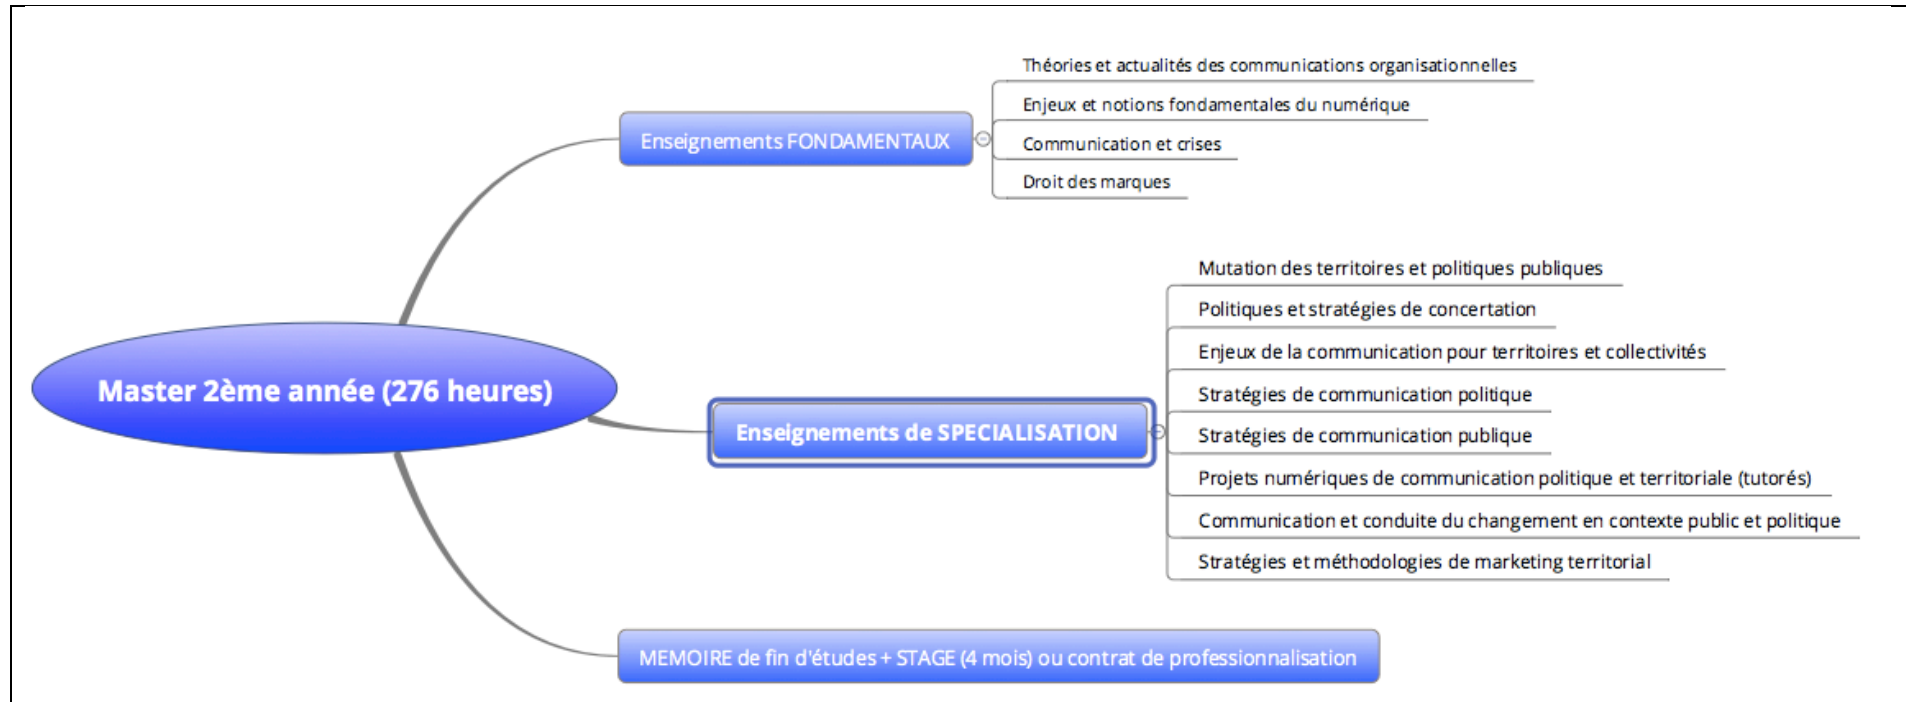 Master 2ème année (276 heures)
Enseignements FONDAMENTAUX
Théories et actualités des communications organisationnelles
Enjeux et notions fondamentales du numérique
Communication et crises
Droit des marques
Enseignements de SPECIALISATION
Mutation des territoires et politiques publiques
Politiques et stratégies de concertation
Enjeux de la communication pour territoires et collectivités
Stratégies de communication politique
Stratégies de communication publique
Projets numériques de communication politique et territoriale (tutorés)
Communication et conduite du changement en contexte public et politique
Stratégies et méthodologies de marketing territorial
MEMOIRE de fin d'études + STAGE (4 mois) ou contrat de professionnalisation